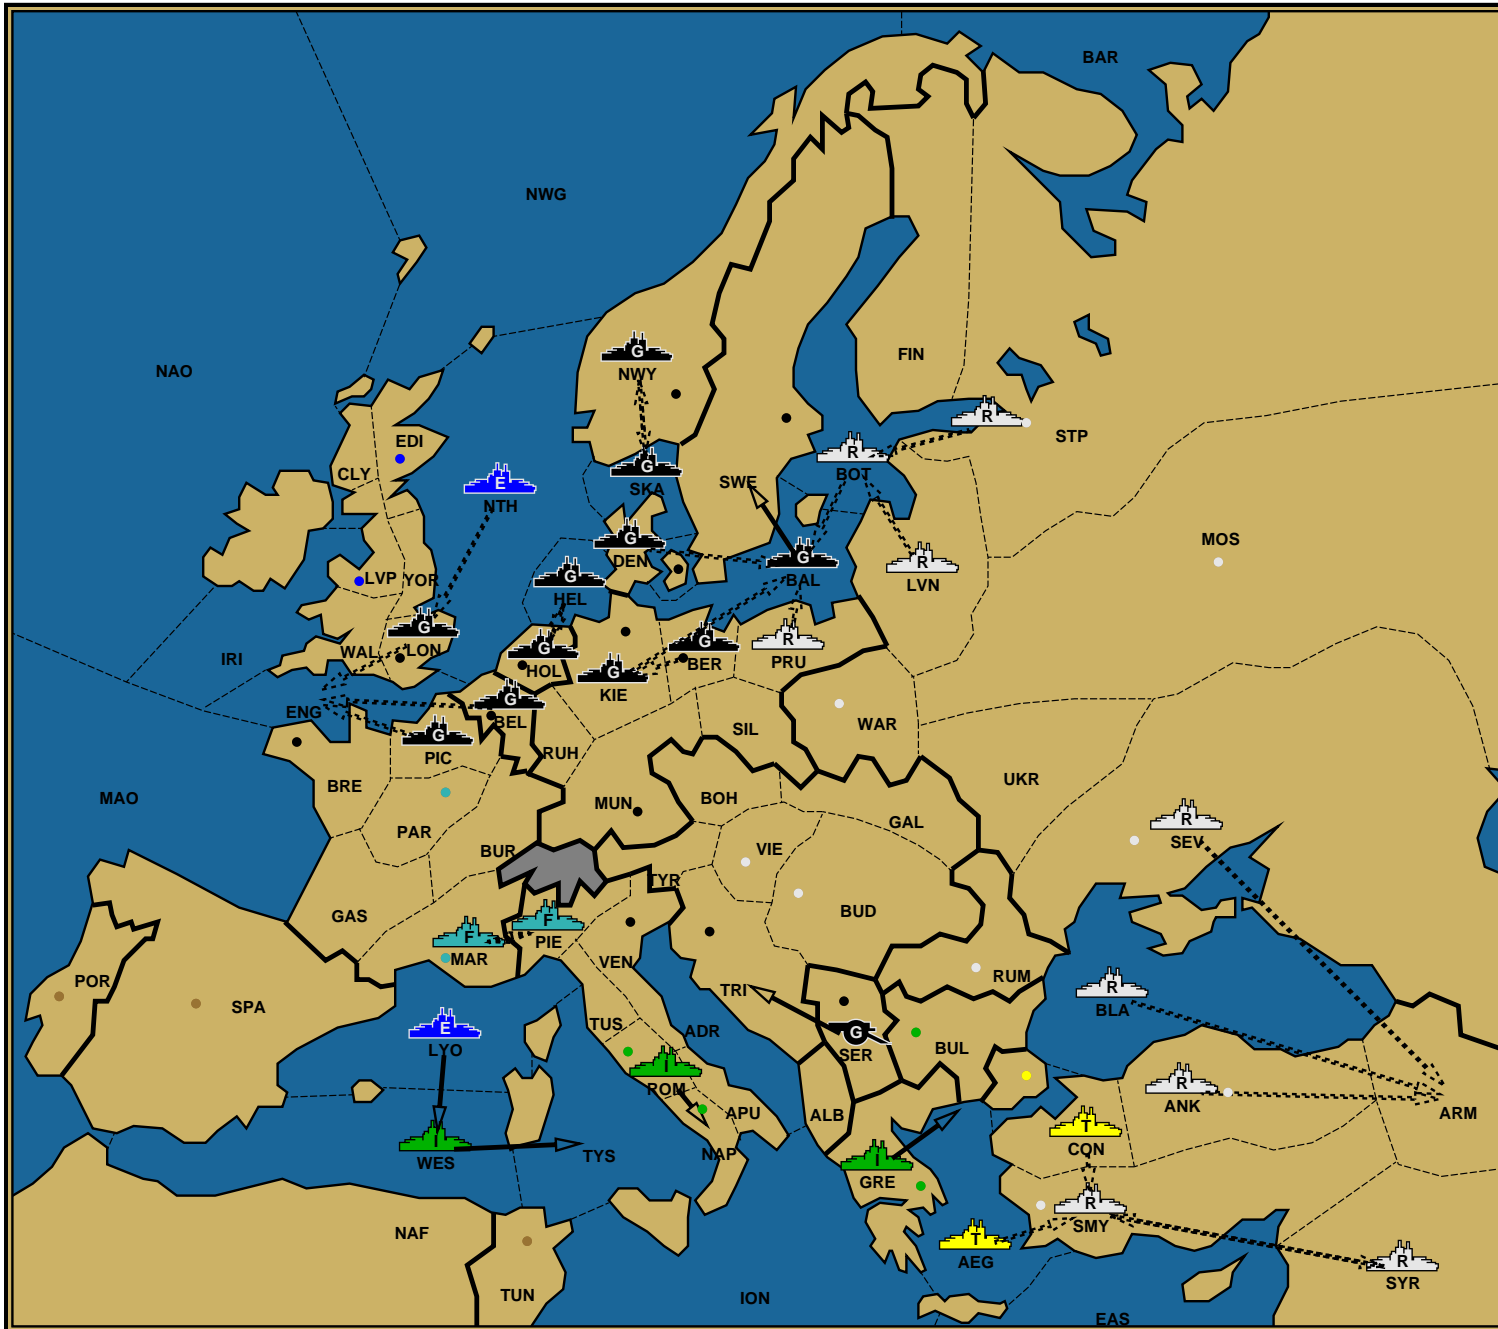 BAR
NWG
NAO
FIN
G
NWY
R
STP
EDI
CLY
R
BOT
G
SKA
E
NTH
SWE
MOS
G
DEN
G
BAL
R
LVN
G
HEL
LVP
YOR
G
LON
WAL
IRI
G
HOL
G
BER
R
PRU
G
KIE
G
BEL
ENG
G
PIC
RUH
SIL
WAR
UKR
BRE
MAO
MUN
BOH
GAL
PAR
BUR
VIE
R
SEV
TYR
GAS
BUD
F
MAR
F
PIE
VEN
POR
SPA
TRI
RUM
R
BLA
E
LYO
TUS
ADR
G
SER
BUL
I
ROM
R
ANK
ARM
APU
ALB
T
CON
I
WES
TYS
NAP
I
GRE
R
SMY
NAF
T
AEG
R
SYR
TUN
ION
EAS